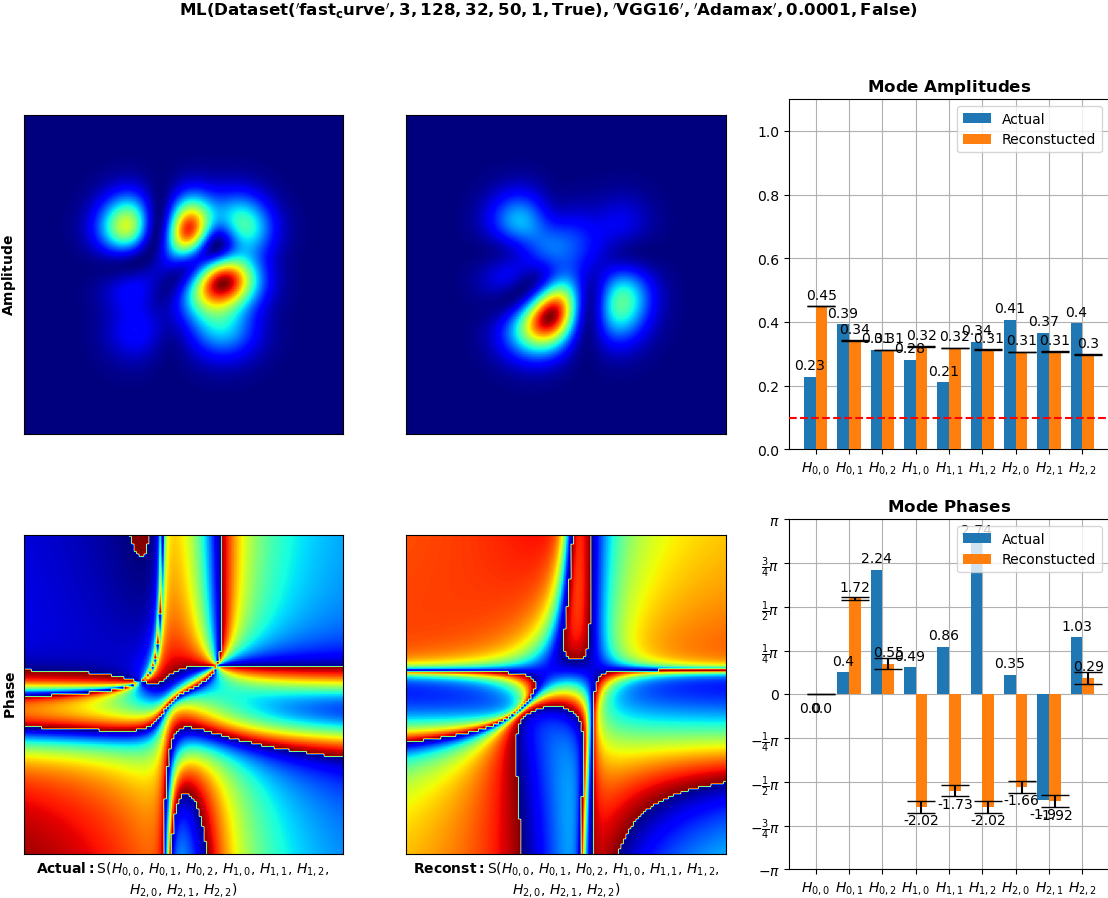 ML(Dataset('fast_curve', 3, 128, 32, 50, 1, True), 'VGG16', 'Adamax', 0.0001, False)
Amplitude
Mode Amplitudes
Actual
Reconstucted
1.0
0.8
0.6
0.4
0.2
0.0
0.23
0.45
0.39
0.34
0.31
0.31
0.28
0.32
0.21
0.32
0.34
0.31
0.41
0.31
0.37
0.31
0.4
0.3
H0,0 H0,1 H0,2 H1,0 H1,1 H1,2 H2,0 H2,1 H2,2
Phase
Mode Phases
Actual
Reconstucted
π
3/4π
1/2π
1/4π
0
−1/4π
−1/2π
−3/4π
−π
0.0
0.0
0.4
1.72
2.24
0.55
0.49
-2.02
0.86
-1.73
2.74
-2.02
0.35
-1.66
-1.92
1.03
0.29
H0,0 H0,1 H0,2 H1,0 H1,1 H1,2 H2,0 H2,1 H2,2
Actual: S(H0,0, H0,1, H0,2, H1,0, H1,1, H1,2,
H2,0, H2,1, H2,2)
Reconst: S(H0,0, H0,1, H0,2, H1,0, H1,1, H1,2,
H2,0, H2,1, H2,2)